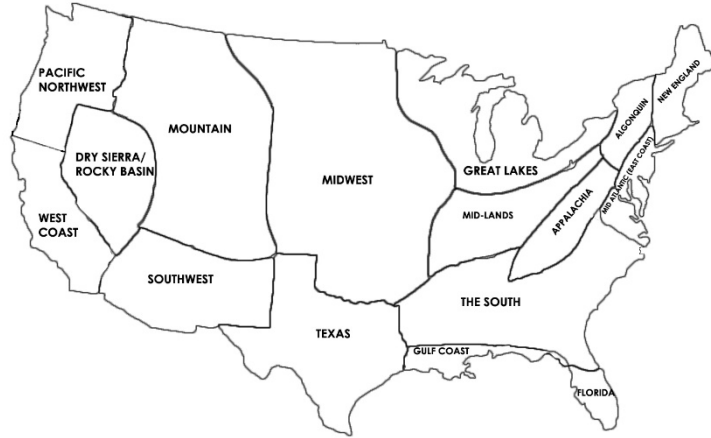 PACIFIC
NORTHWEST
MOUNTAIN
DRY SIERRA/
ROCKY BASIN
WEST
COAST
SOUTHWEST
MIDWEST
TEXAS
GREAT LAKES
MID-LANDS
APPALACHIA
ALGONQUIN
NEW ENGLAND
MID ATLANTIC (EAST COAST)
THE SOUTH
GULF COAST
FLORIDA